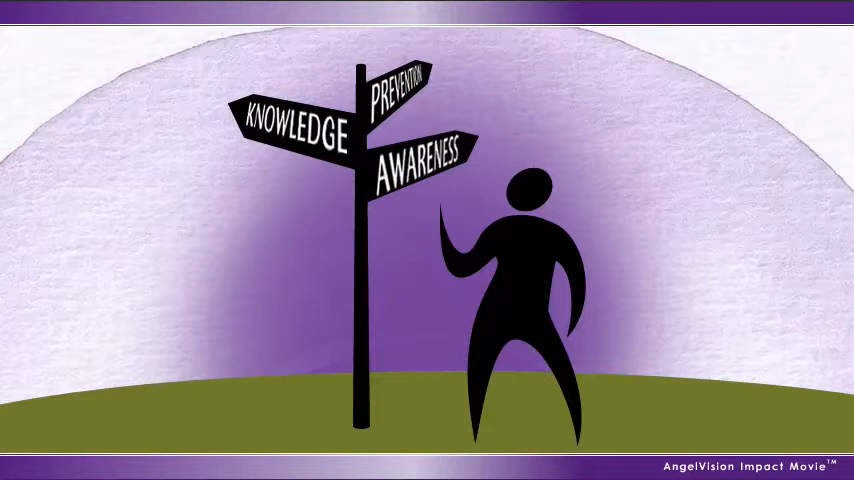 PREVENTION
KNOWLEDGE
AWARENESS
AngelVision Impact Movie™